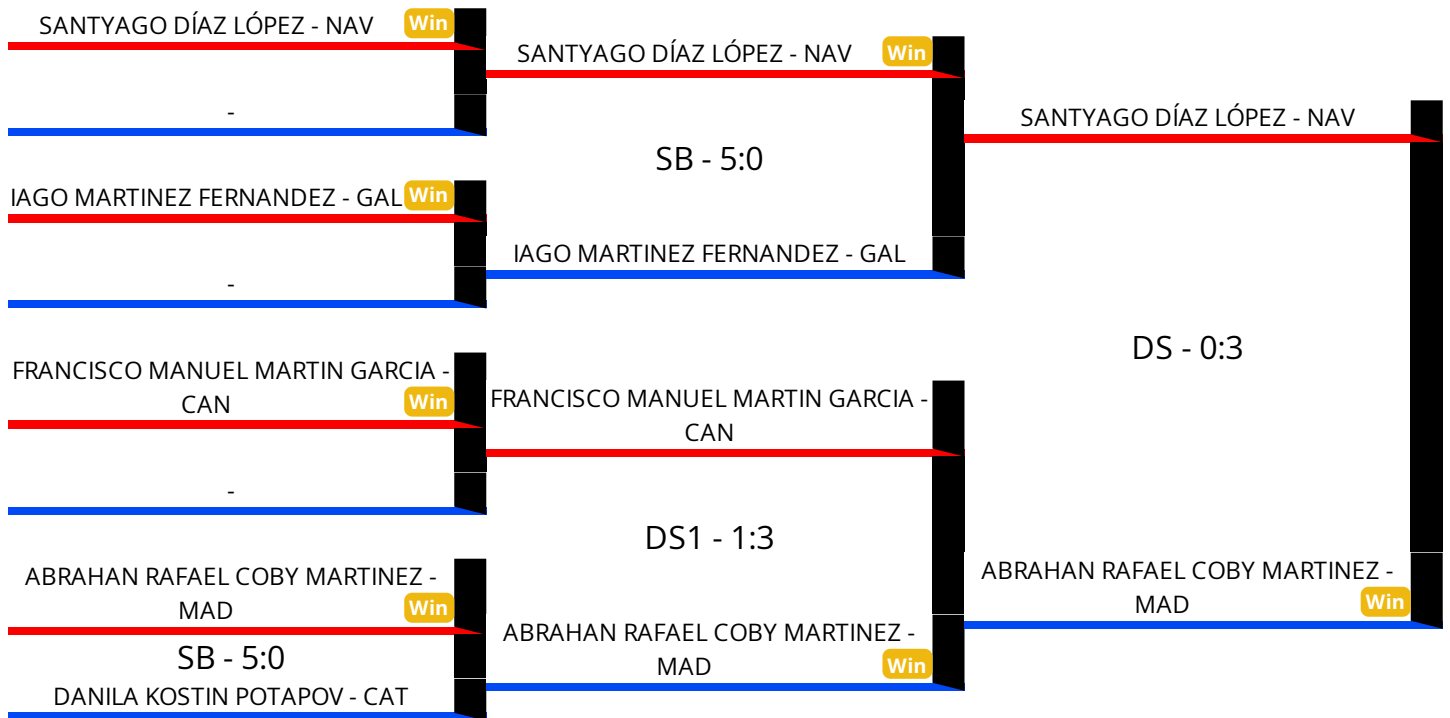 SANTYAGO DÍAZ LÓPEZ - NAV Win
-
IAGO MARTINEZ FERNANDEZ - GAL Win
-
FRANCISCO MANUEL MARTIN GARCIA -
CAN Win
-
ABRAHAN RAFAEL COBY MARTINEZ -
MAD Win
SB - 5:0
DANILA KOSTIN POTAPOV - CAT
SANTYAGO DÍAZ LÓPEZ - NAV Win
SB - 5:0
IAGO MARTINEZ FERNANDEZ - GAL
FRANCISCO MANUEL MARTIN GARCIA -
CAN
DS1 - 1:3
ABRAHAN RAFAEL COBY MARTINEZ -
MAD Win
SANTYAGO DÍAZ LÓPEZ - NAV
DS - 0:3
ABRAHAN RAFAEL COBY MARTINEZ -
MAD Win